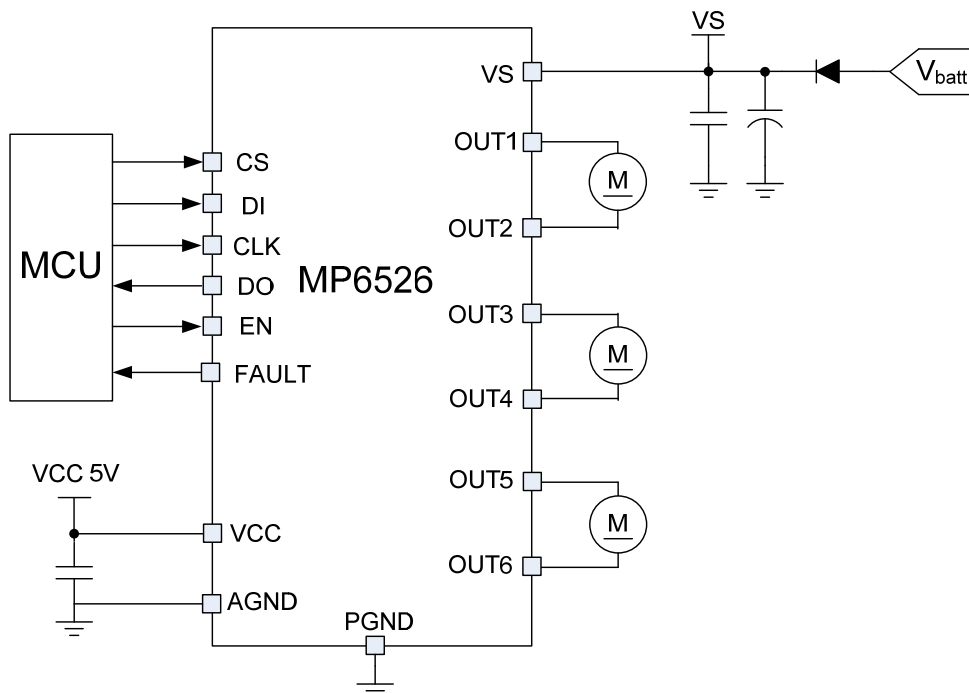 VS
VS
V_batt
OUT1
M
OUT2
CS
DI
CLK
DO
EN
FAULT
MCU
MP6526
OUT3
M
OUT4
VCC 5V
OUT5
M
OUT6
VCC
AGND
PGND